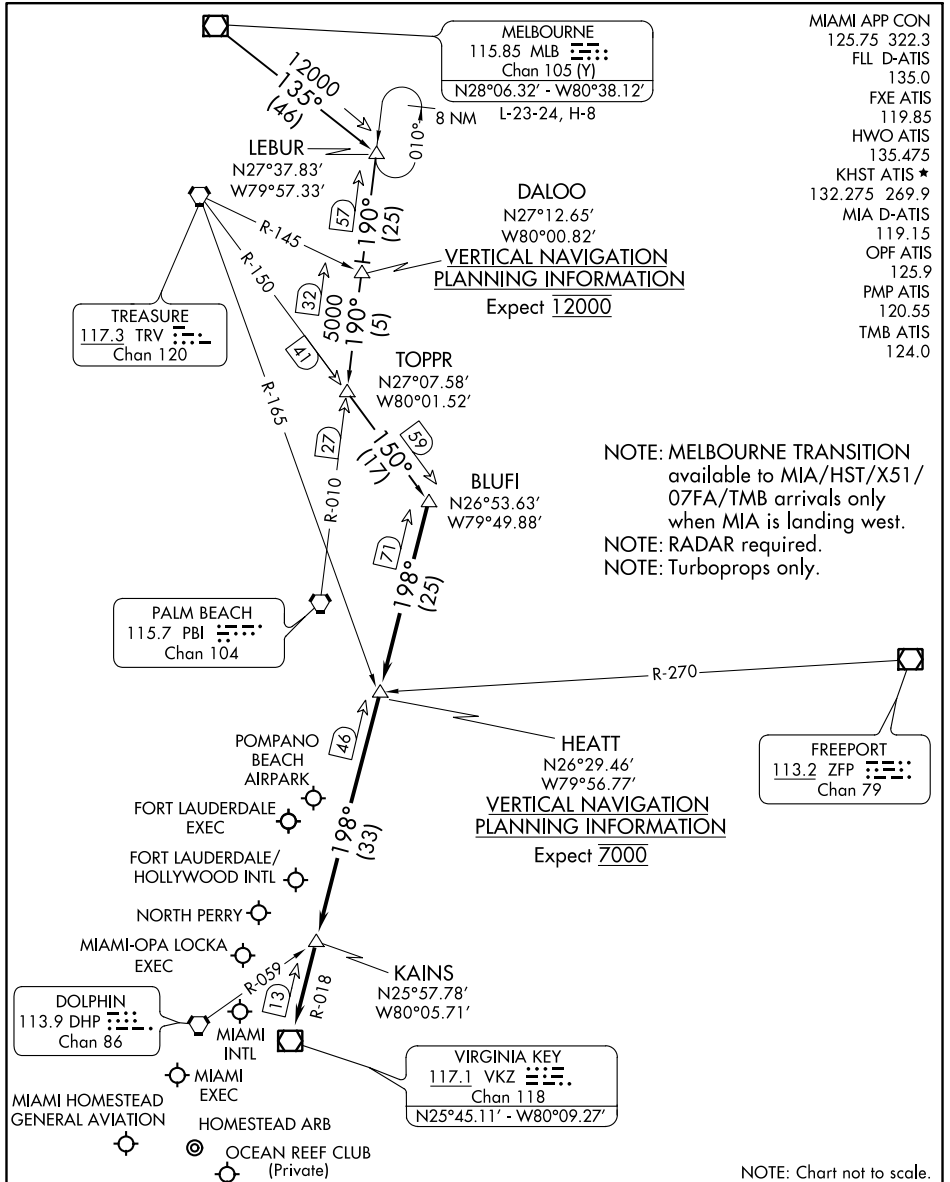 MELBOURNE
115.85 MLB
Chan 105 (Y)
N28°06.32' - W80°38.12'
L-23-24, H-8
MIAMI APP CON
125.75 322.3
FLL D-ATIS
135.0
FXE ATIS
119.85
HWO ATIS
135.475
KHST ATIS ★
132.275 269.9
MIA D-ATIS
119.15
OPF ATIS
125.9
PMP ATIS
120.55
TMB ATIS
124.0
12000
135°
(46)
8 NM
010°
LEBUR
N27°37.83'
W79°57.33'
57
190°
(25)
DALOO
N27°12.65'
W80°00.82'
VERTICAL NAVIGATION
PLANNING INFORMATION
Expect 12000
R-145
R-150
R-165
32
5000
190°
(5)
41
TREASURE
117.3 TRV
Chan 120
TOPPR
N27°07.58'
W80°01.52'
27
R-010
150°
(17)
59
BLUFI
N26°53.63'
W79°49.88'
NOTE: MELBOURNE TRANSITION
available to MIA/HST/X51/
07FA/TMB arrivals only
when MIA is landing west.
NOTE: RADAR required.
NOTE: Turboprops only.
71
198°
(25)
PALM BEACH
115.7 PBI
Chan 104
R-270
FREEPORT
113.2 ZFP
Chan 79
46
HEATT
N26°29.46'
W79°56.77'
VERTICAL NAVIGATION
PLANNING INFORMATION
Expect 7000
198°
(33)
POMPANO
BEACH
AIRPARK
FORT LAUDERDALE
EXEC
FORT LAUDERDALE/
HOLLYWOOD INTL
NORTH PERRY
MIAMI-OPA LOCKA
EXEC
R-059
13
R-018
KAINS
N25°57.78'
W80°05.71'
DOLPHIN
113.9 DHP
Chan 86
MIAMI
INTL
VIRGINIA KEY
117.1 VKZ
Chan 118
N25°45.11' - W80°09.27'
MIAMI
EXEC
MIAMI HOMESTEAD
GENERAL AVIATION
HOMESTEAD ARB
OCEAN REEF CLUB
(Private)
NOTE: Chart not to scale.